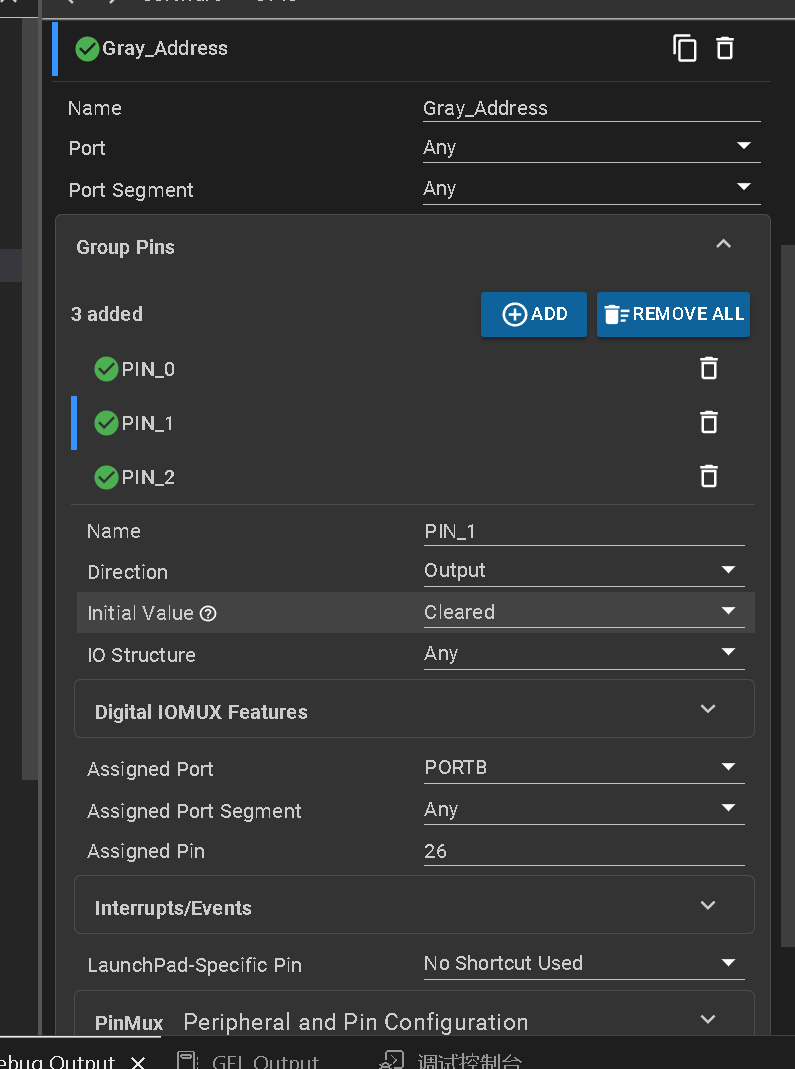 Gray_Address
Name Gray_Address
Port Any
Port Segment Any
Group Pins
3 added ADD REMOVE ALL
PIN_0
PIN_1
PIN_2
Name PIN_1
Direction Output
Initial Value Cleared
IO Structure Any
Digital IOMUX Features
Assigned Port PORTB
Assigned Port Segment Any
Assigned Pin 26
Interrupts/Events
LaunchPad-Specific Pin No Shortcut Used
PinMux Peripheral and Pin Configuration
ebug Output GEL Output 调试控制台